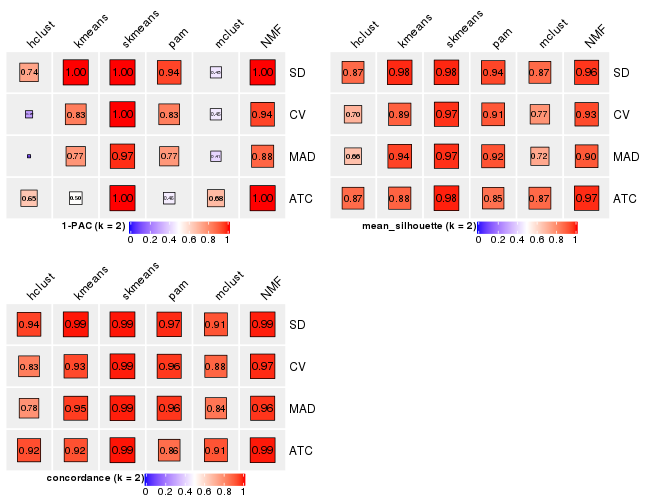 hclust kmeans skmeans pam mclust NMF
0.74 1.00 1.00 0.94 1.00 SD
0.83 1.00 0.83 0.94 CV
0.77 0.97 0.77 0.88 MAD
0.65 0.50 1.00 0.68 1.00 ATC
1-PAC (k = 2)
0 0.2 0.4 0.6 0.8 1
hclust kmeans skmeans pam mclust NMF
0.87 0.98 0.98 0.94 0.87 0.96 SD
0.70 0.89 0.97 0.91 0.77 0.93 CV
0.66 0.94 0.97 0.92 0.72 0.90 MAD
0.87 0.88 0.98 0.85 0.87 0.97 ATC
mean_silhouette (k = 2)
0 0.2 0.4 0.6 0.8 1
hclust kmeans skmeans pam mclust NMF
0.94 0.99 0.99 0.97 0.91 0.99 SD
0.83 0.93 0.99 0.96 0.88 0.97 CV
0.78 0.95 0.99 0.96 0.84 0.96 MAD
0.92 0.92 0.99 0.86 0.91 0.99 ATC
concordance (k = 2)
0 0.2 0.4 0.6 0.8 1